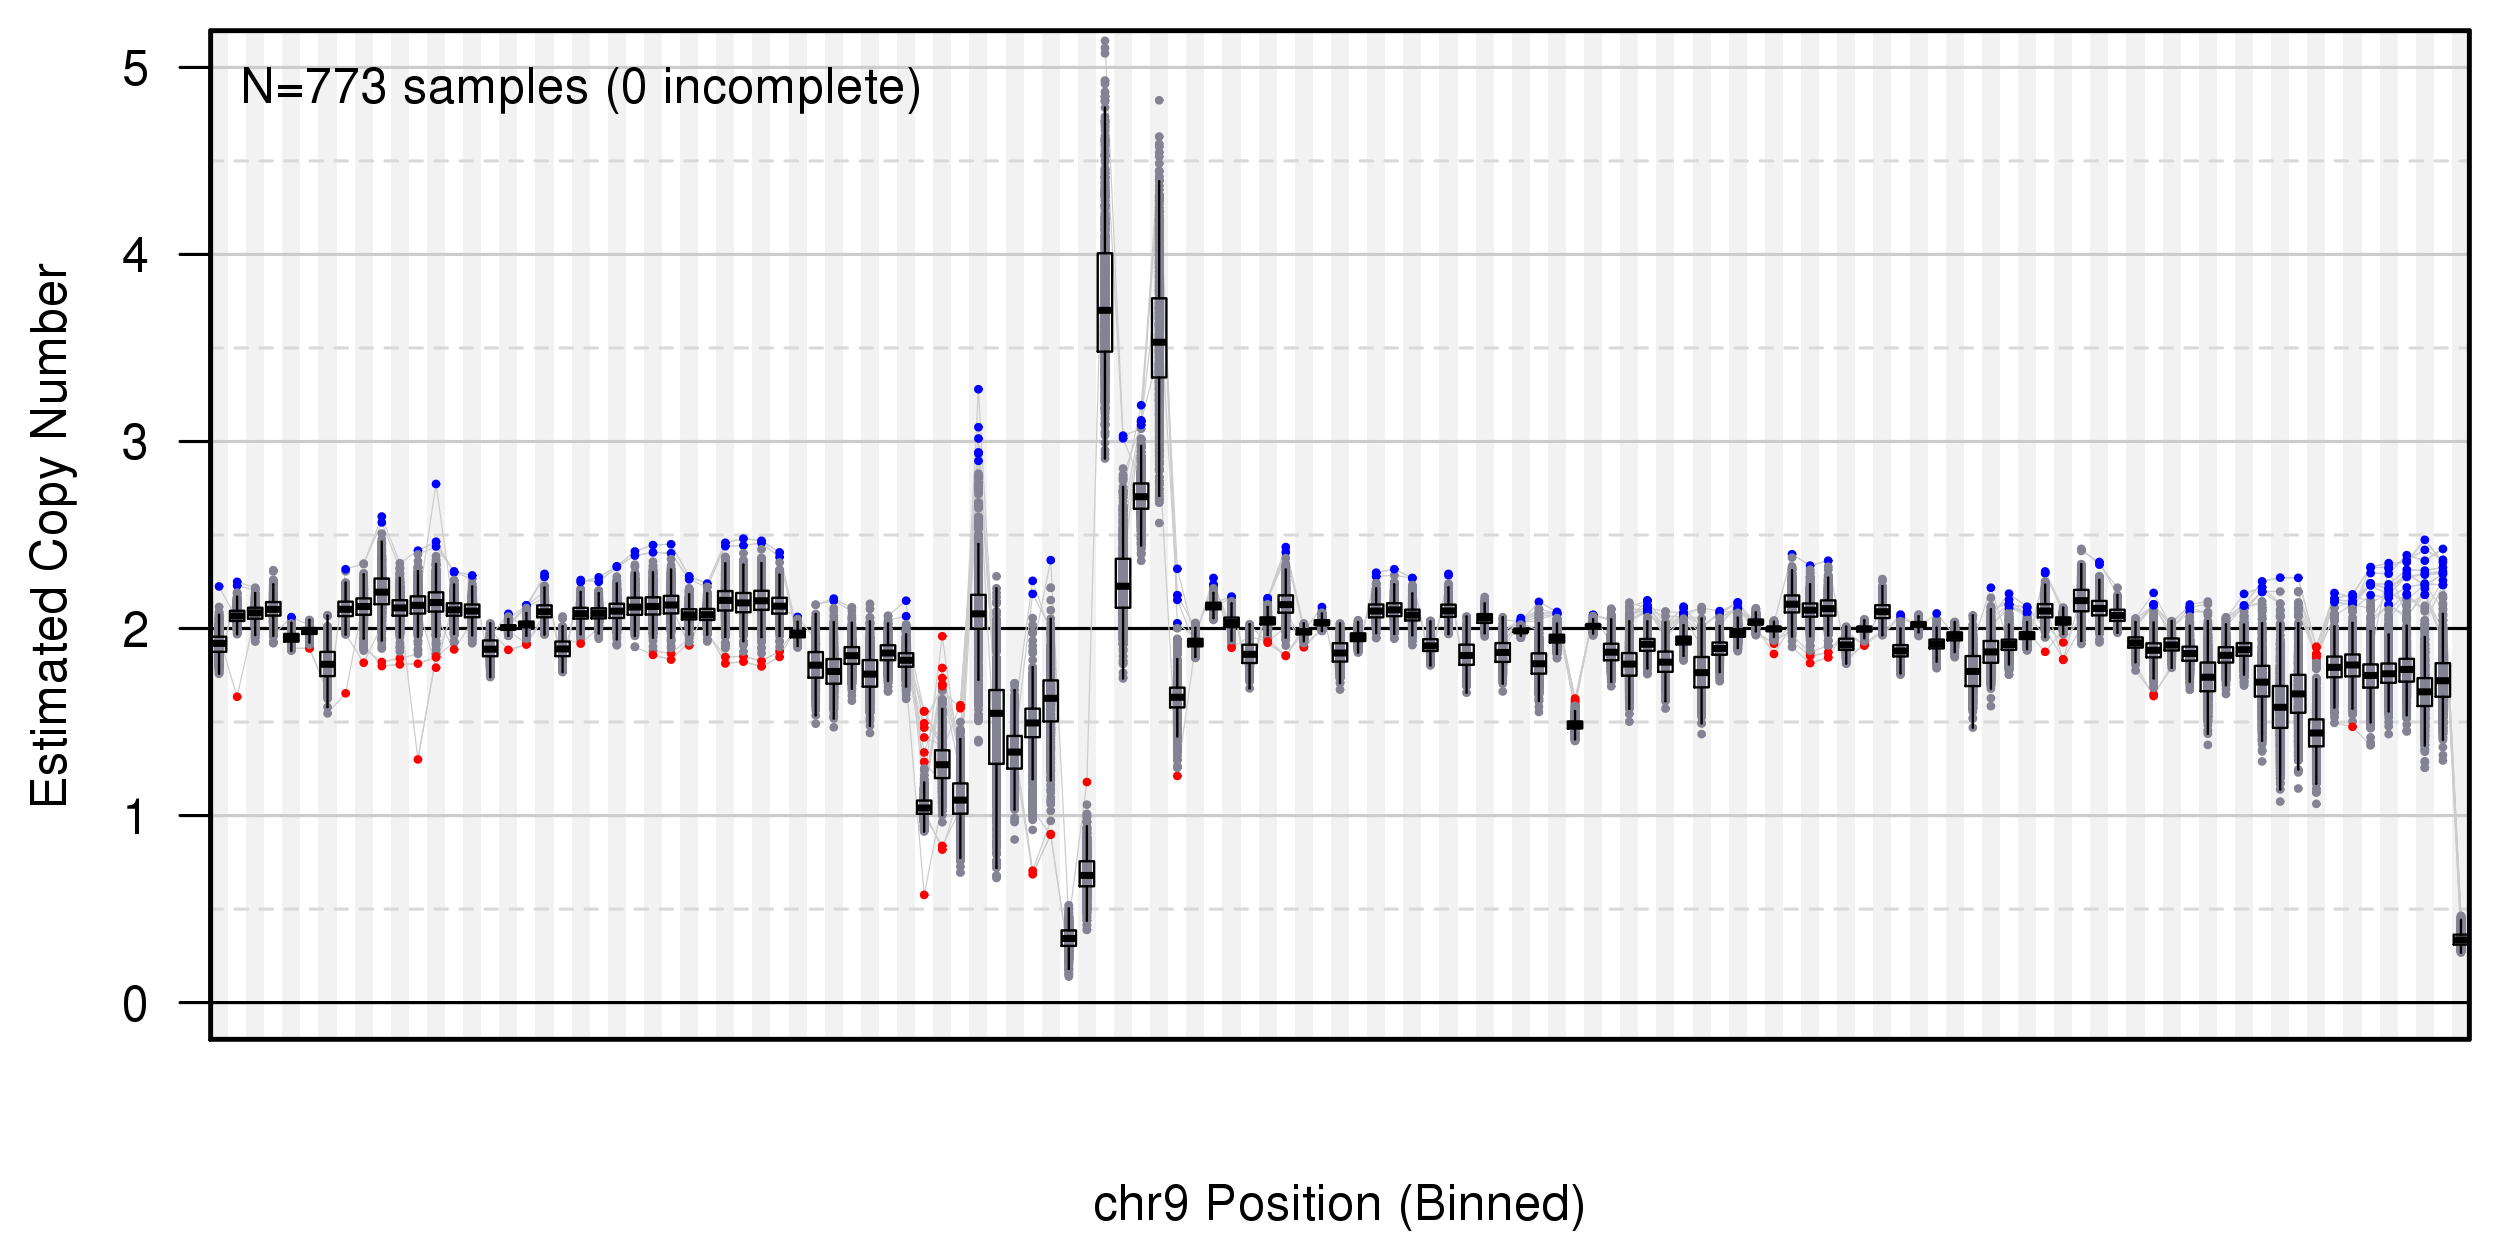 N=773 samples (0 incomplete)
Estimated Copy Number
5
4
3
2
1
0
chr9 Position (Binned)